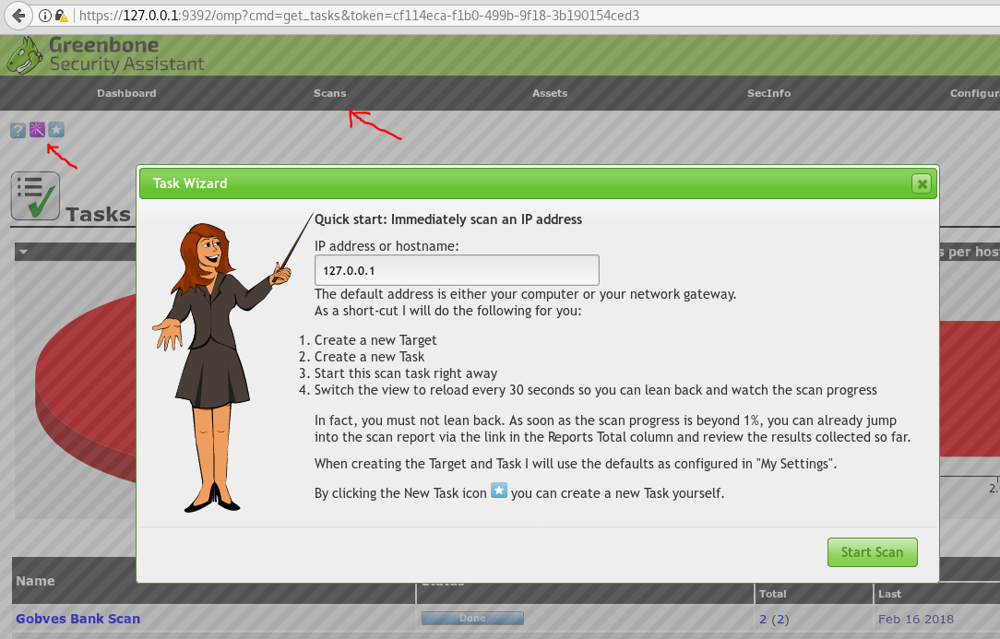 https://127.0.0.1:9392/omp?cmd=get_tasks&token=cf114eca-f1b0-499b-9f18-3b190154ced3
Greenbone
Security Assistant
Dashboard Scans Assets SecInfo Configur
Tasks
Task Wizard
Quick start: Immediately scan an IP address
IP address or hostname:
127.0.0.1
The default address is either your computer or your network gateway.
As a short-cut I will do the following for you:
1. Create a new Target
2. Create a new Task
3. Start this scan task right away
4. Switch the view to reload every 30 seconds so you can lean back and watch the scan progress
In fact, you must not lean back. As soon as the scan progress is beyond 1%, you can already jump
into the scan report via the link in the Reports Total column and review the results collected so far.
When creating the Target and Task I will use the defaults as configured in "My Settings".
By clicking the New Task icon you can create a new Task yourself.
Start Scan
s per hos
2.
Name Status Total Last
Gobves Bank Scan Done 2 (2) Feb 16 2018